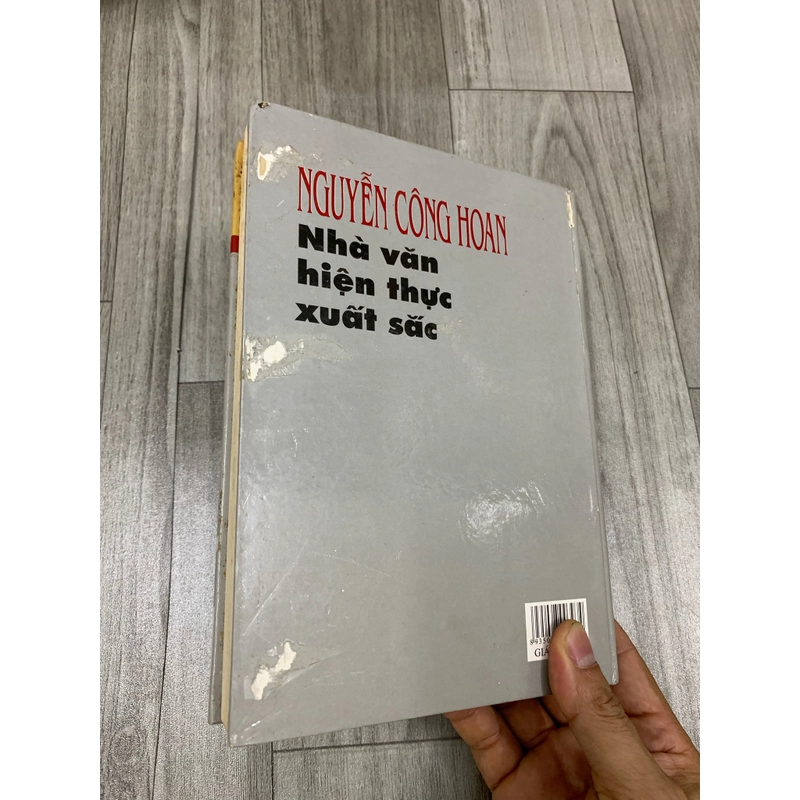 NGUYỄN CÔNG HOAN
Nhà văn
hiện thực
xuất sắc